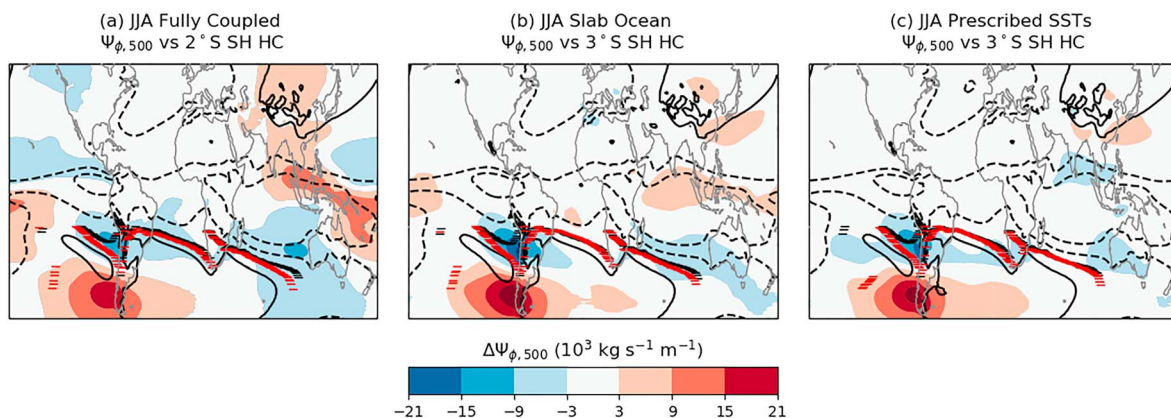 (a) JJA Fully Coupled
Ψϕ,500 vs 2°S SH HC
(b) JJA Slab Ocean
Ψϕ,500 vs 3°S SH HC
(c) JJA Prescribed SSTs
Ψϕ,500 vs 3°S SH HC
ΔΨϕ,500 (10³ kg s⁻¹ m⁻¹)
−21 −15 −9 −3 3 9 15 21